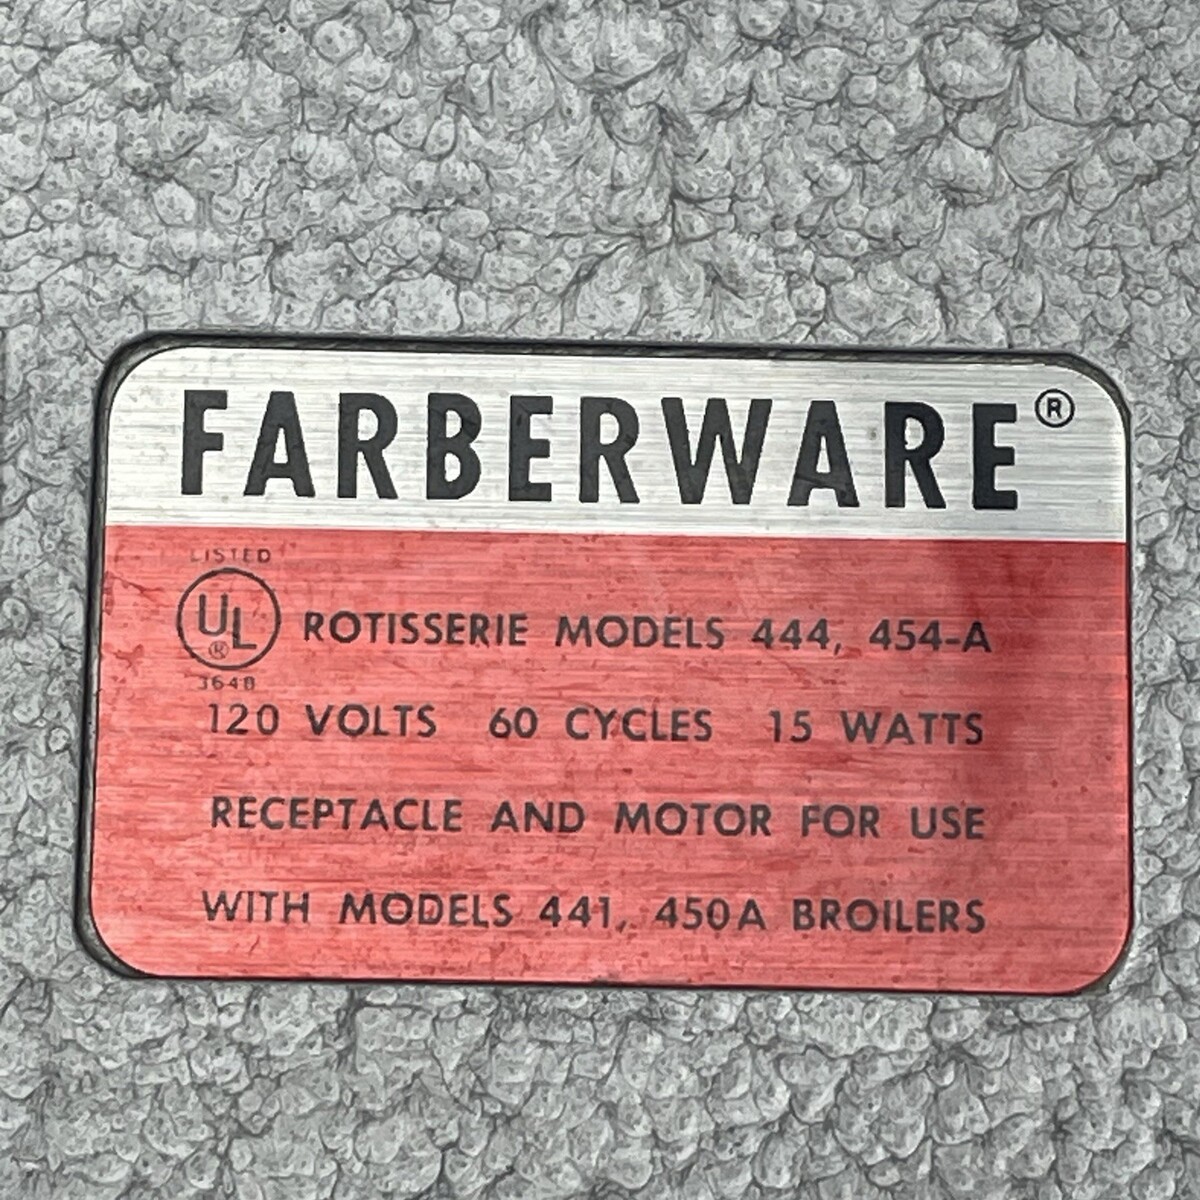 FARBERWARE®
LISTED
UL®
ROTISSERIE MODELS 444, 454-A
364B
120 VOLTS 60 CYCLES 15 WATTS
RECEPTACLE AND MOTOR FOR USE
WITH MODELS 441, 450A BROILERS